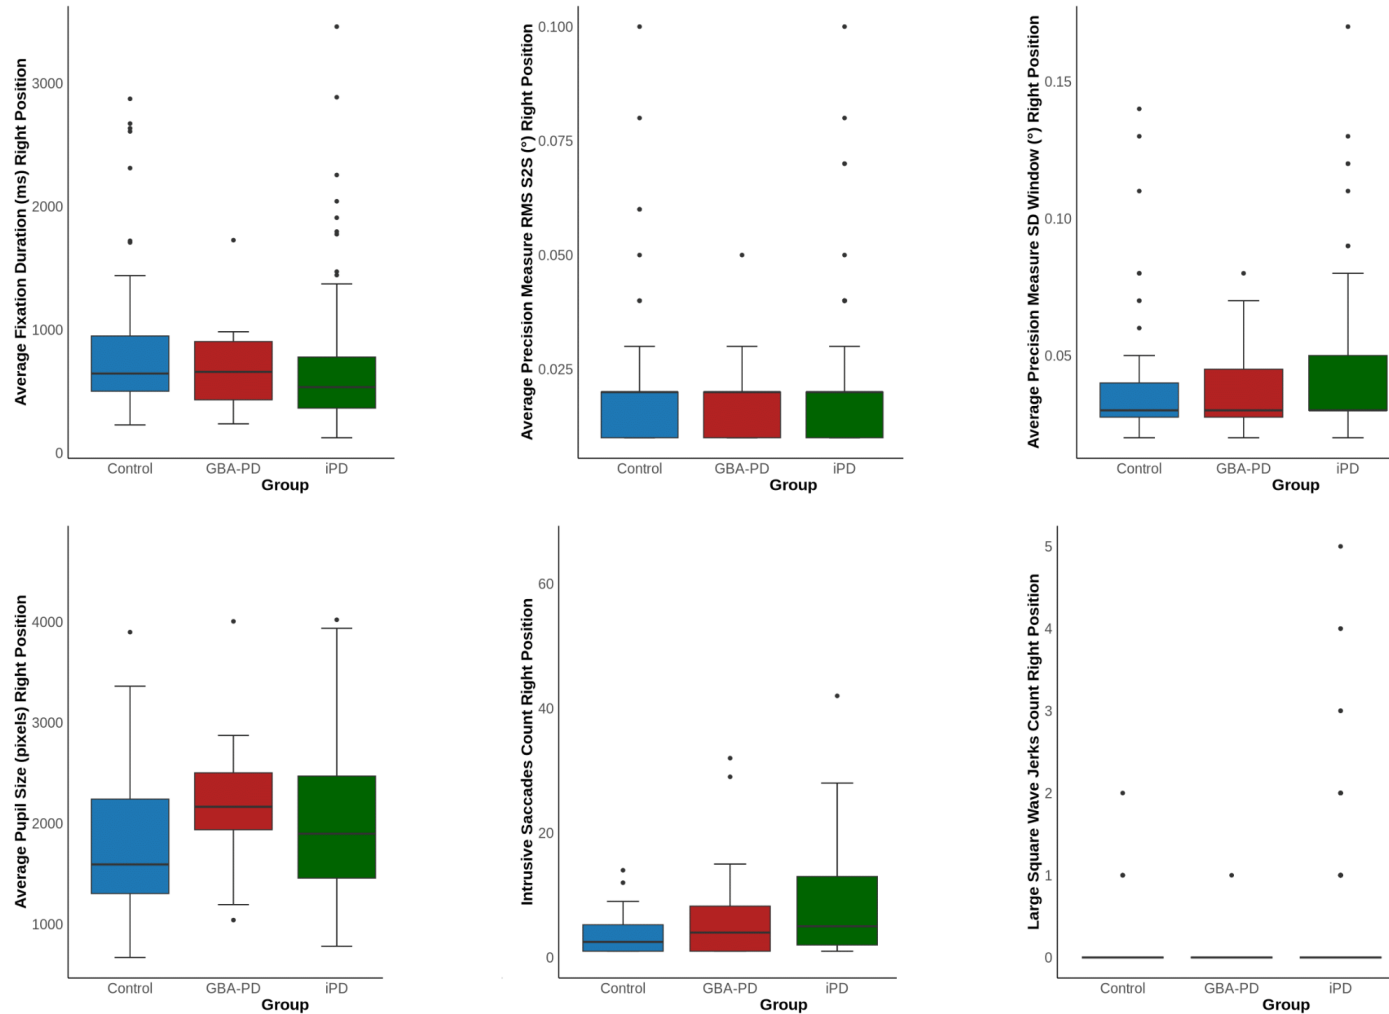 Average Fixation Duration (ms) Right Position
3000
2000
1000
0
Control GBA-PD iPD
Group
Average Precision Measure RMS S2S (°) Right Position
0.100
0.075
0.050
0.025
Control GBA-PD iPD
Group
Average Precision Measure SD Window (°) Right Position
0.15
0.10
0.05
Control GBA-PD iPD
Group
Average Pupil Size (pixels) Right Position
4000
3000
2000
1000
Control GBA-PD iPD
Group
Intrusive Saccades Count Right Position
60
40
20
0
Control GBA-PD iPD
Group
Large Square Wave Jerks Count Right Position
5
4
3
2
1
0
Control GBA-PD iPD
Group